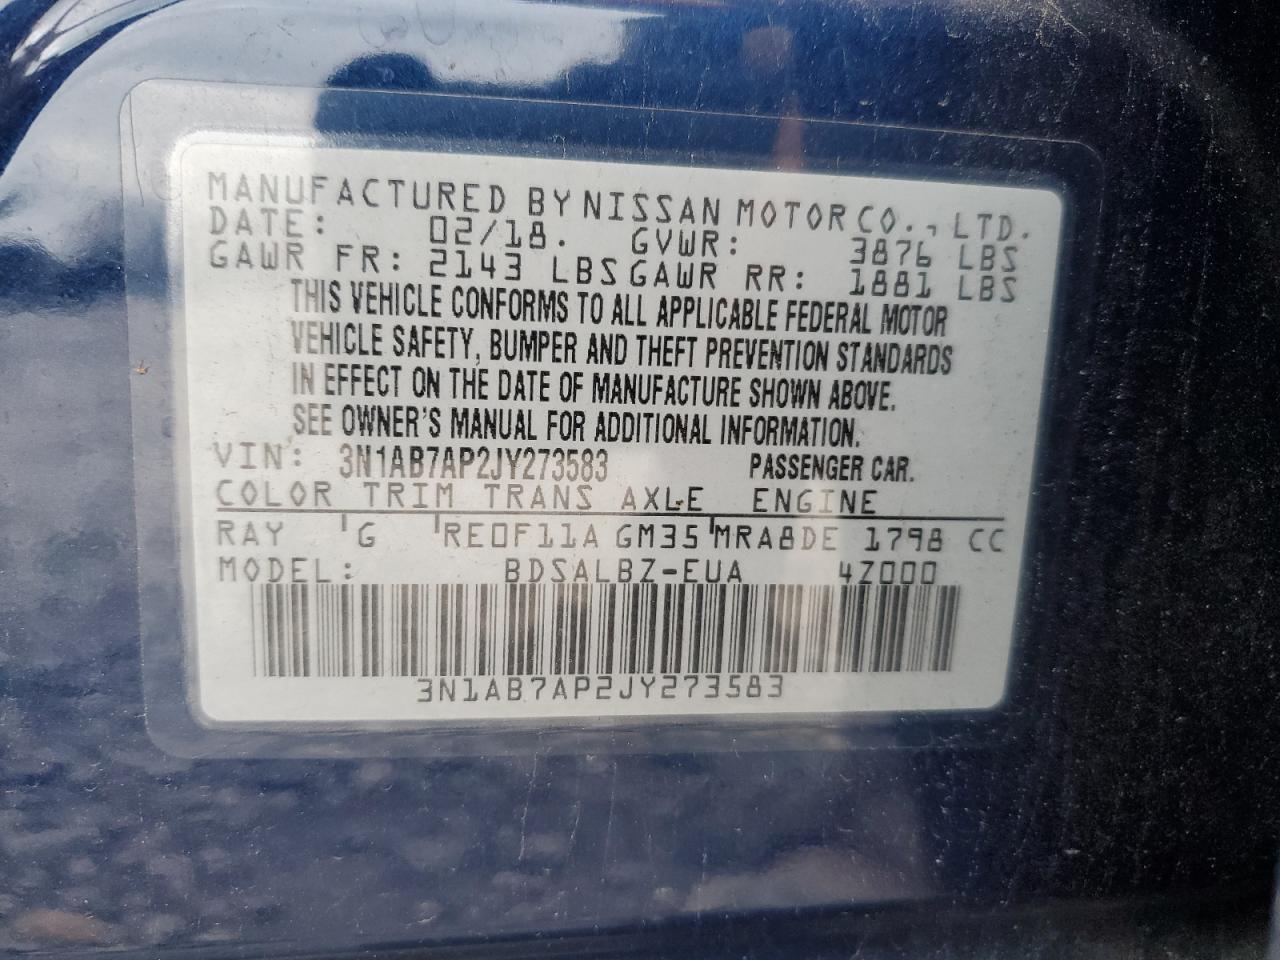 MANUFACTURED BY NISSAN MOTOR CO., LTD.
DATE: 02/18. GVWR: 3876 LBS
GAWR FR: 2143 LBS GAWR RR: 1881 LBS
THIS VEHICLE CONFORMS TO ALL APPLICABLE FEDERAL MOTOR
VEHICLE SAFETY, BUMPER AND THEFT PREVENTION STANDARDS
IN EFFECT ON THE DATE OF MANUFACTURE SHOWN ABOVE.
SEE OWNER'S MANUAL FOR ADDITIONAL INFORMATION.
VIN: 3N1AB7AP2JY273583 PASSENGER CAR.
COLOR TRIM TRANS AXLE ENGINE
RAY G RE0F11A GM35 MRA8DE 1798 CC
MODEL: BDSALBZ-EUA 4Z000
3N1AB7AP2JY273583